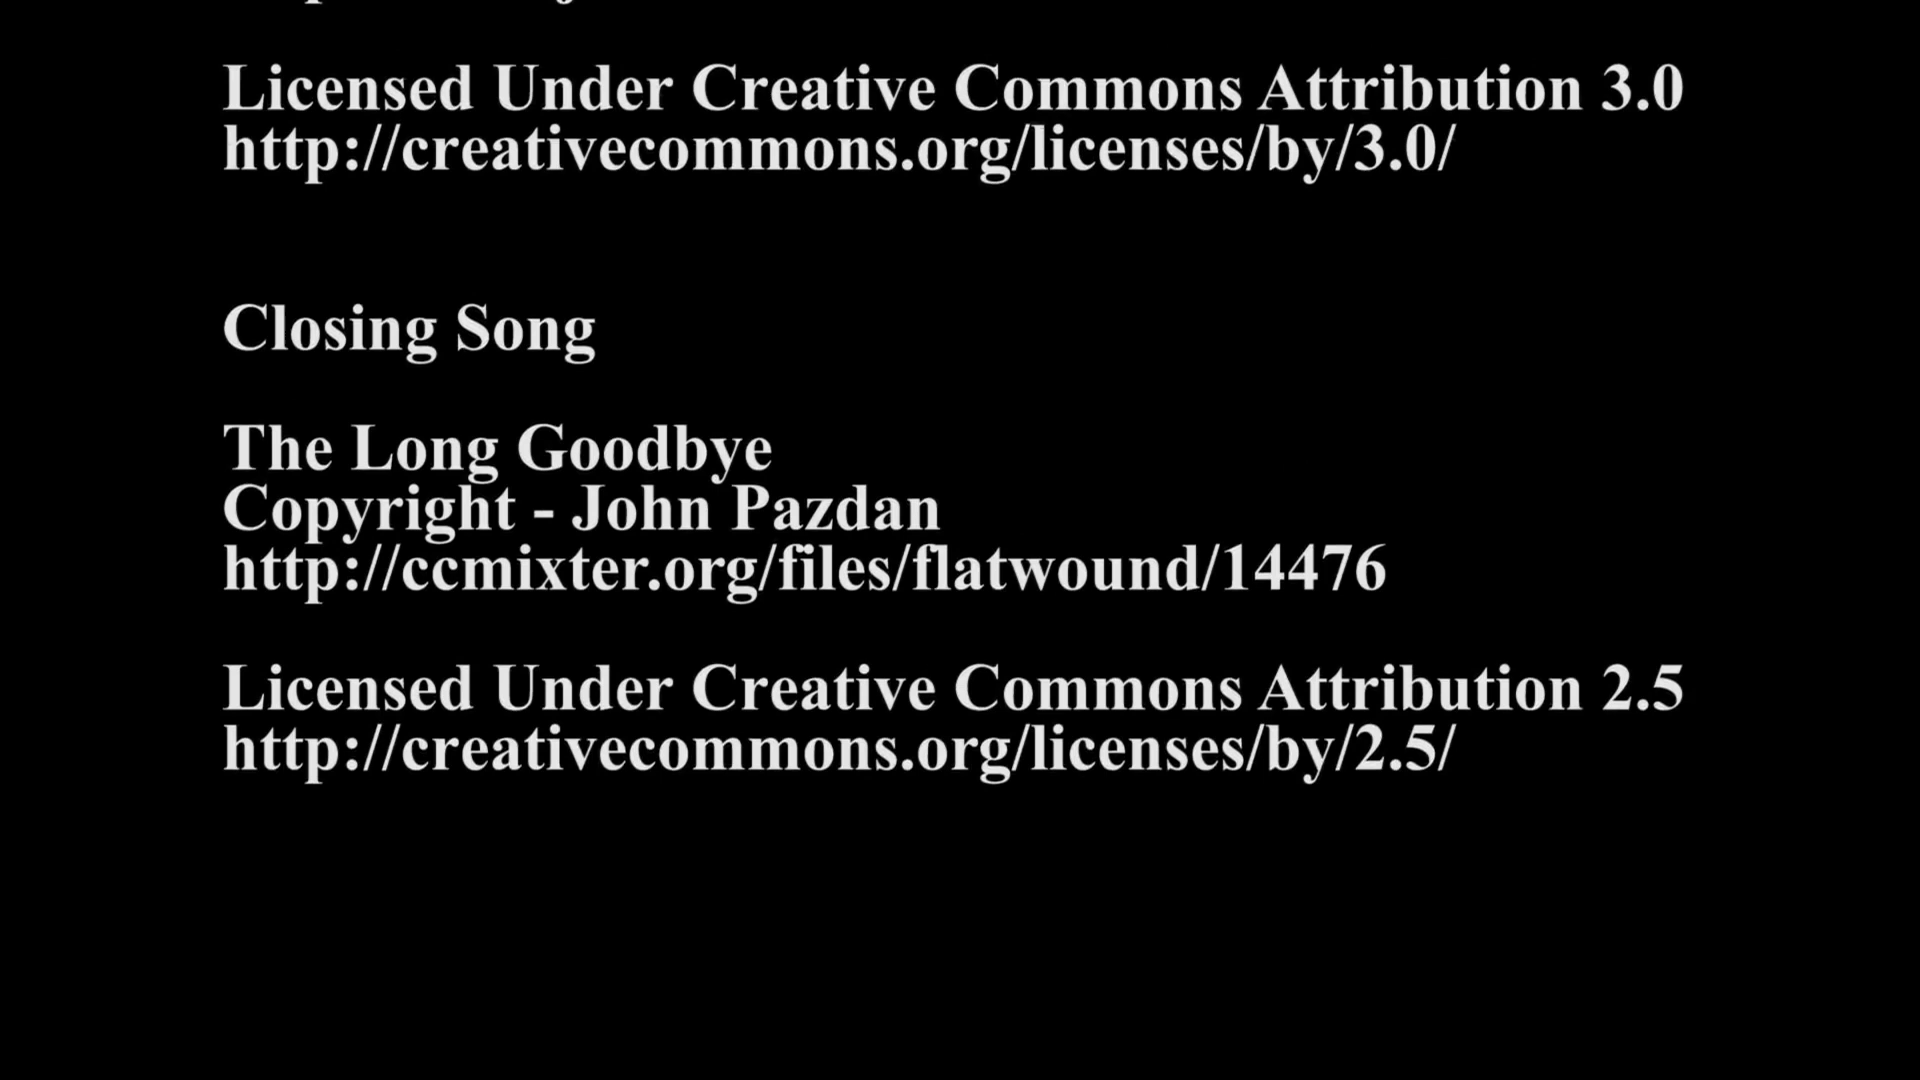 Licensed Under Creative Commons Attribution 3.0
http://creativecommons.org/licenses/by/3.0/
Closing Song
The Long Goodbye
Copyright - John Pazdan
http://ccmixter.org/files/flatwound/14476
Licensed Under Creative Commons Attribution 2.5
http://creativecommons.org/licenses/by/2.5/